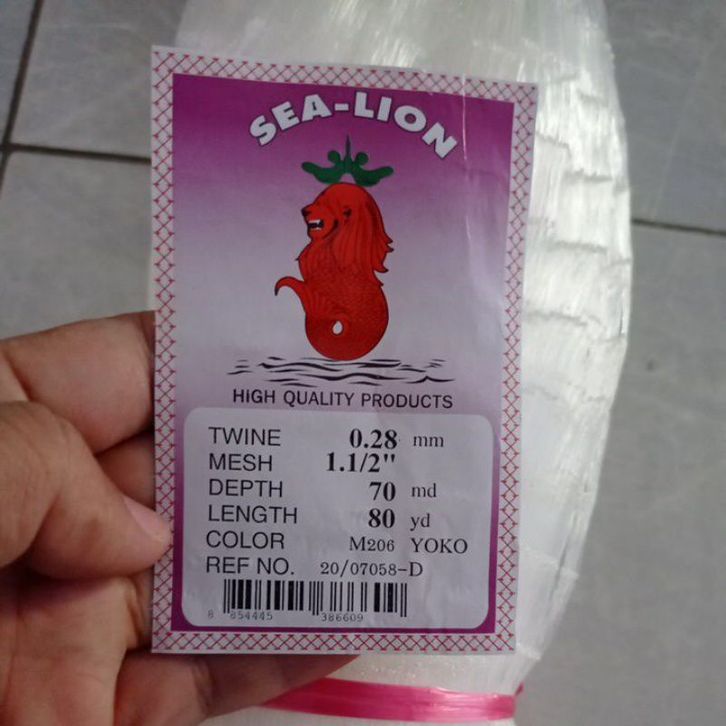 SEA-LION
HIGH QUALITY PRODUCTS
TWINE 0.28 mm
MESH 1.1/2"
DEPTH 70 md
LENGTH 80 yd
COLOR M206 YOKO
REF NO. 20/07058-D
8 854445 386609